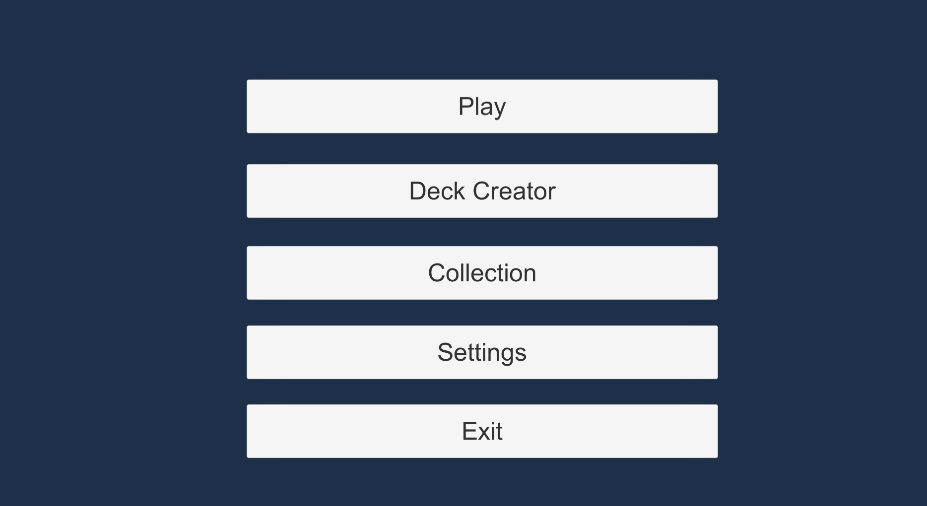 Play
Deck Creator
Collection
Settings
Exit